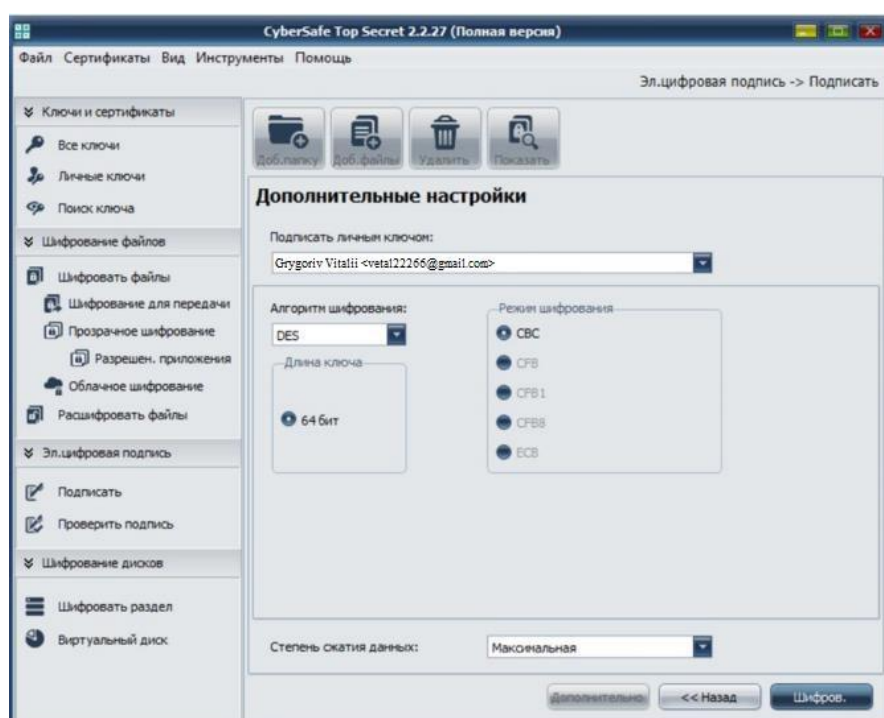 CyberSafe Top Secret 2.2.27 (Полная версия)
Файл Сертификаты Вид Инструменты Помощь
Эл.цифровая подпись -> Подписать
Ключи и сертификаты
Все ключи
Личные ключи
Поиск ключа
Шифрование файлов
Шифровать файлы
Шифрование для передачи
Прозрачное шифрование
Разрешен. приложения
Облачное шифрование
Расшифровать файлы
Эл.цифровая подпись
Подписать
Проверить подпись
Шифрование дисков
Шифровать раздел
Виртуальный диск
Доб.папку Доб.файлы Удалить Показать
Дополнительные настройки
Подписать личным ключом:
Grygoriv Vitalii <vetal22266@gmail.com>
Алгоритм шифрования:
DES
Длина ключа
64 бит
Режим шифрования
CBC
CFB
CFB1
CFB8
ECB
Степень сжатия данных:
Максимальная
Дополнительно << Назад Шифров.